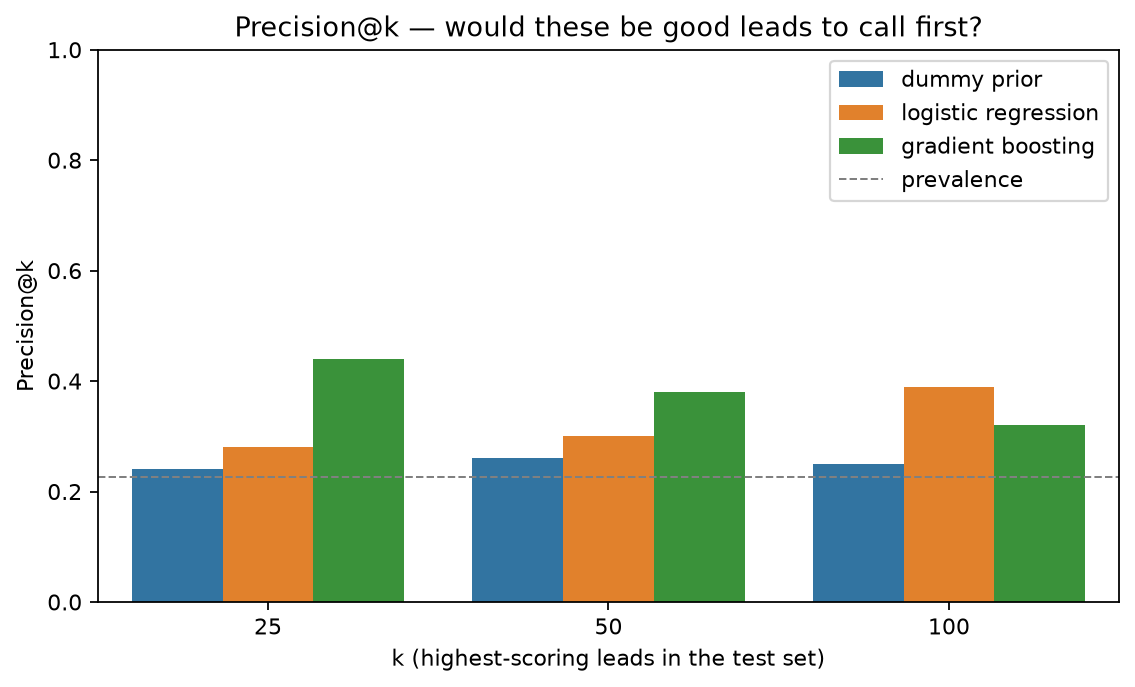 Precision@k — would these be good leads to call first?
1.0
0.8
0.6
0.4
0.2
0.0
Precision@k
dummy prior
logistic regression
gradient boosting
prevalence
25 50 100
k (highest-scoring leads in the test set)